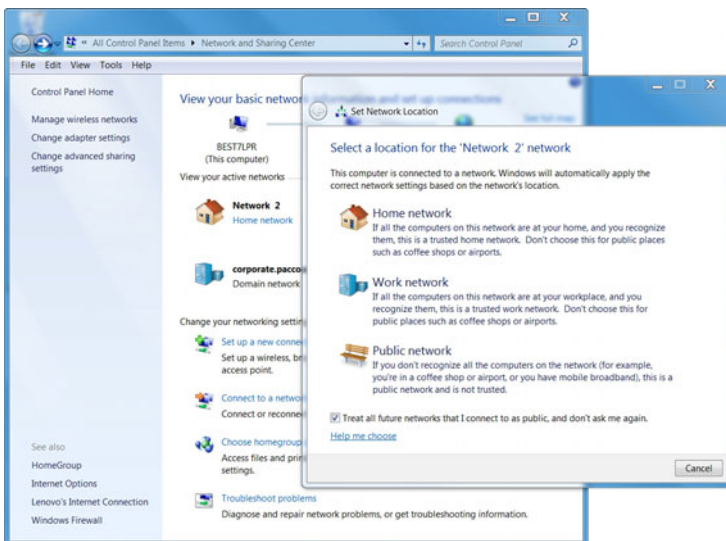 « All Control Panel Items ▸ Network and Sharing Center
Search Control Panel
File Edit View Tools Help
Control Panel Home
Manage wireless networks
Change adapter settings
Change advanced sharing
settings
See also
HomeGroup
Internet Options
Lenovo's Internet Connection
Windows Firewall
View your basic network information and set up connections
See full map
BEST7LPR
(This computer)
View your active networks
Network 2
Home network
corporate.pacco
Domain network
Change your networking settin
Set up a new connec
Set up a wireless, br
access point.
Connect to a networ
Connect or reconnec
Choose homegroup
Access files and prin
settings.
Troubleshoot problems
Diagnose and repair network problems, or get troubleshooting information.
Set Network Location
Select a location for the 'Network 2' network
This computer is connected to a network. Windows will automatically apply the
correct network settings based on the network's location.
Home network
If all the computers on this network are at your home, and you recognize
them, this is a trusted home network. Don't choose this for public places
such as coffee shops or airports.
Work network
If all the computers on this network are at your workplace, and you
recognize them, this is a trusted work network. Don't choose this for
public places such as coffee shops or airports.
Public network
If you don't recognize all the computers on the network (for example,
you're in a coffee shop or airport, or you have mobile broadband), this is a
public network and is not trusted.
Treat all future networks that I connect to as public, and don't ask me again.
Help me choose
Cancel